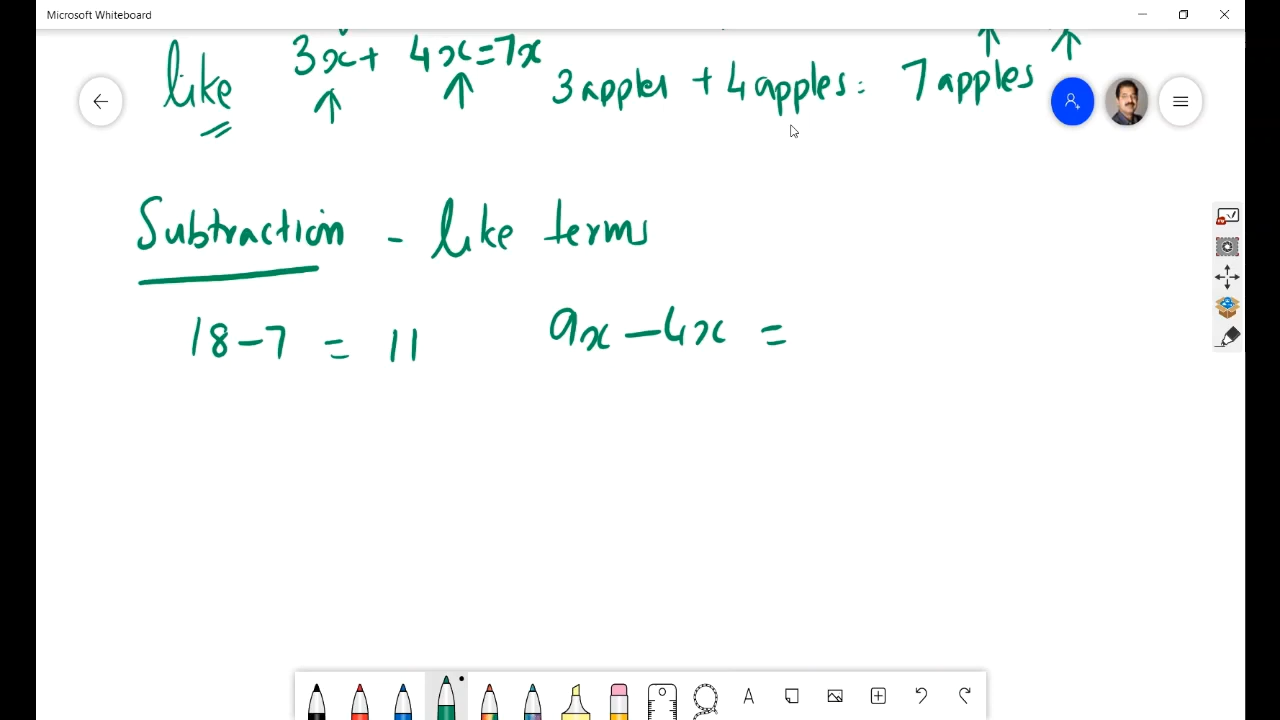 Microsoft Whiteboard
like 3x + 4x = 7x 3 apples + 4 apples : 7 apples
Subtraction - like terms
18 - 7 = 11 9x - 4x =
A